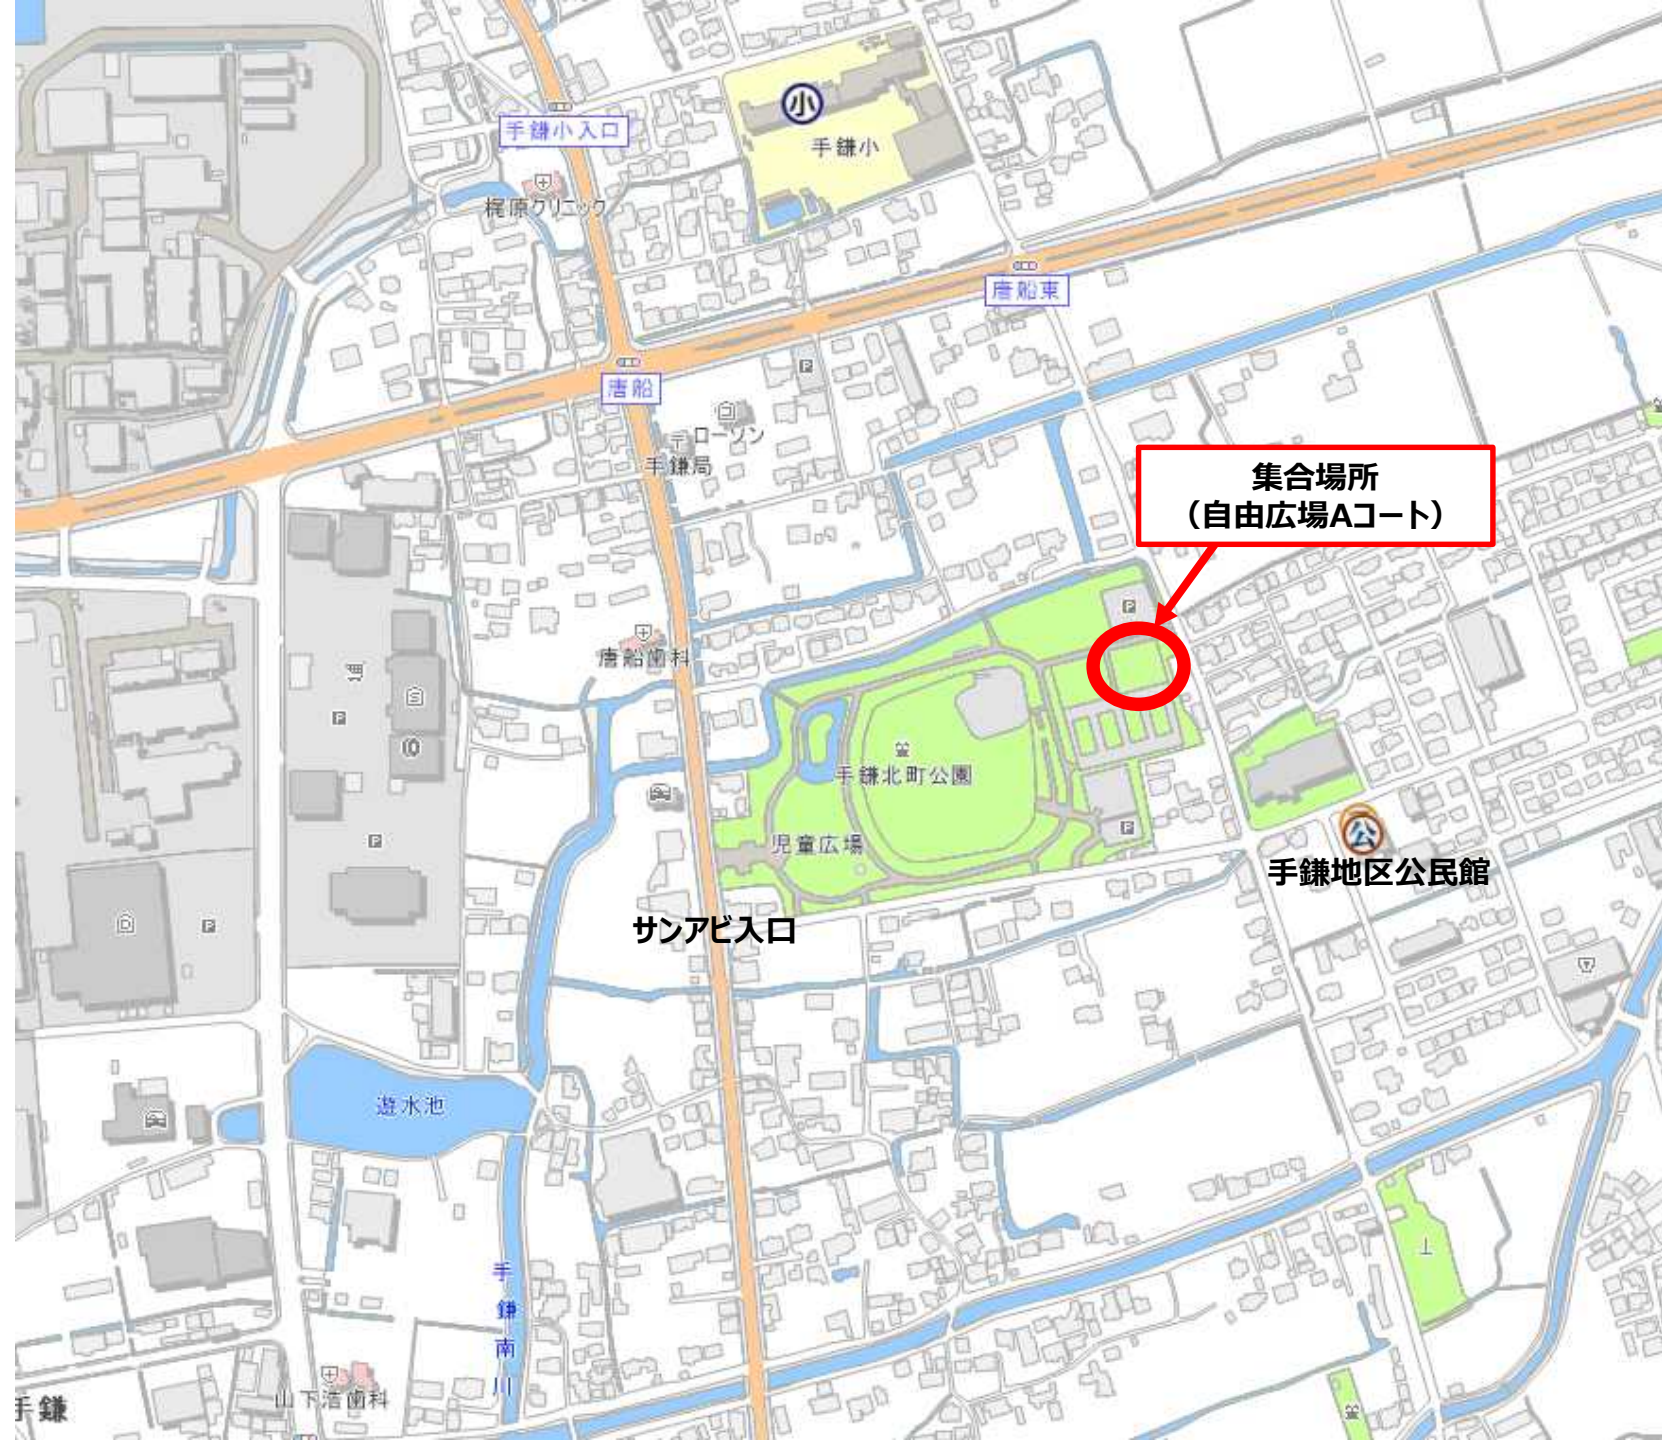 小
手鎌小入口
手鎌小
梶原クリニック
唐船東
唐船
P
ローソン
〒
手鎌局
集合場所
（自由広場Aコート）
P
唐船歯科
S
P
手鎌北町公園
P
P
公
児童広場
手鎌地区公民館
サンアビ入口
D
P
遊水池
手鎌南川
山下浩歯科
手鎌